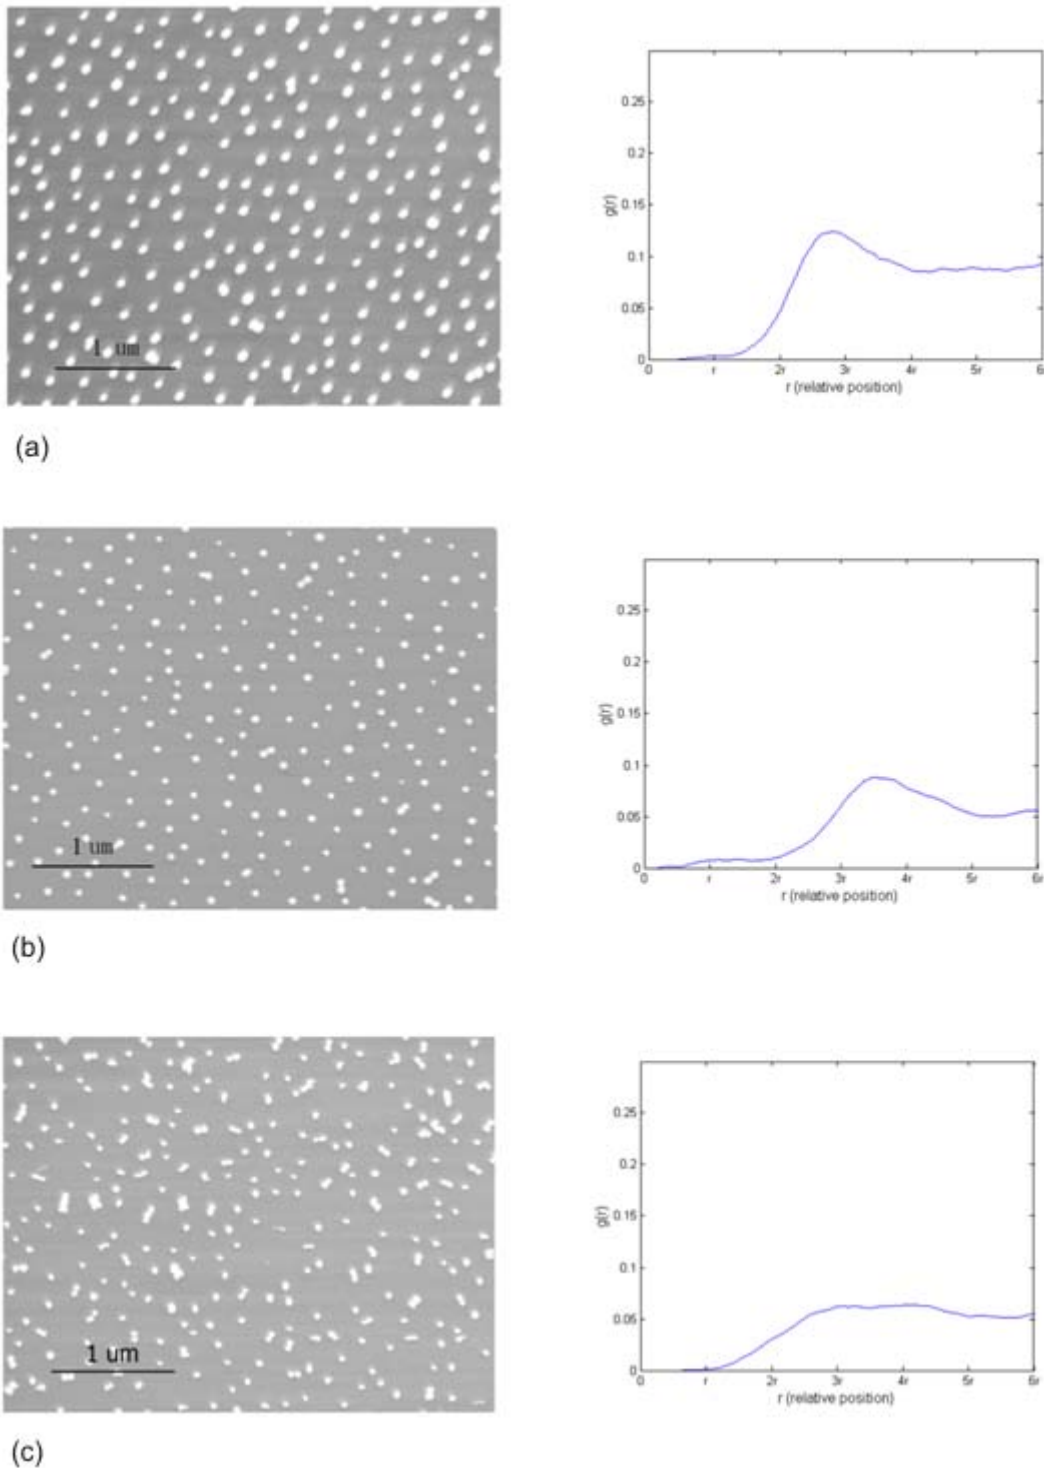 1 um
0.25
0.2
0.15
0.1
0.05
0
g(r)
0 r 2r 3r 4r 5r 6
r (relative position)
(a)
1 um
0.25
0.2
0.15
0.1
0.05
0
g(r)
0 r 2r 3r 4r 5r 6r
r (relative position)
(b)
1 um
0.25
0.2
0.15
0.1
0.05
0
g(r)
0 r 2r 3r 4r 5r 6r
r (relative position)
(c)